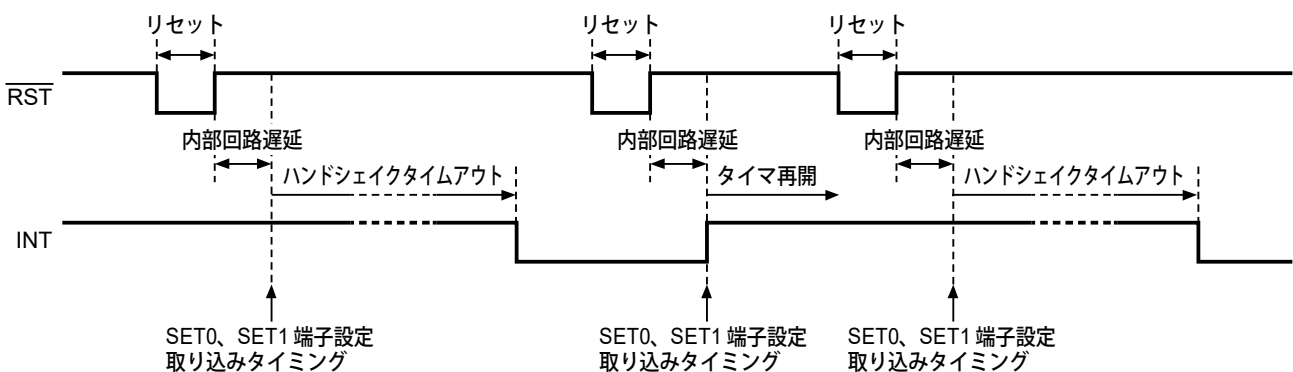 リセット
リセット
リセット
RST
内部回路遅延
内部回路遅延
内部回路遅延
ハンドシェイクタイムアウト
タイマ再開
ハンドシェイクタイムアウト
INT
SET0、SET1 端子設定
取り込みタイミング
SET0、SET1 端子設定
取り込みタイミング
SET0、SET1 端子設定
取り込みタイミング